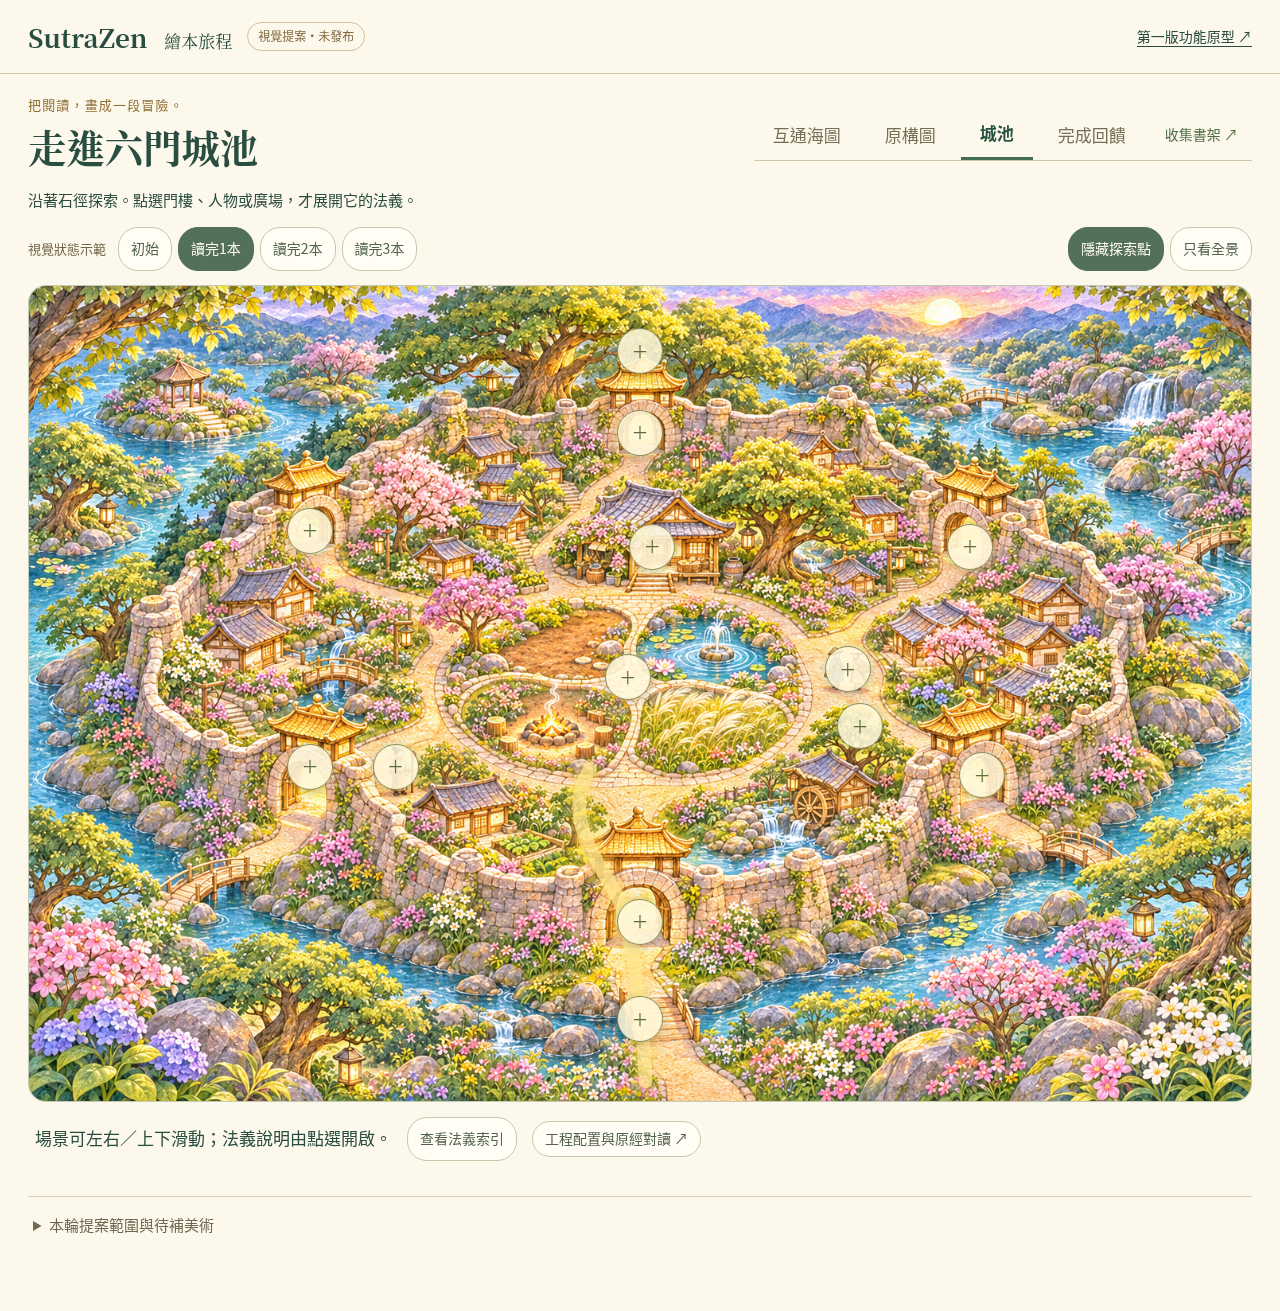 SutraZen 繪本旅程 視覺提案・未發布 第一版功能原型 ↗
把閱讀，畫成一段冒險。
走進六門城池
互通海圖 原構圖 城池 完成回饋 收集書架 ↗
沿著石徑探索。點選門樓、人物或廣場，才展開它的法義。
視覺狀態示範 初始 讀完1本 讀完2本 讀完3本 隱藏探索點 只看全景
場景可左右／上下滑動；法義說明由點選開啟。 查看法義索引 工程配置與原經對讀 ↗
▶ 本輪提案範圍與待補美術